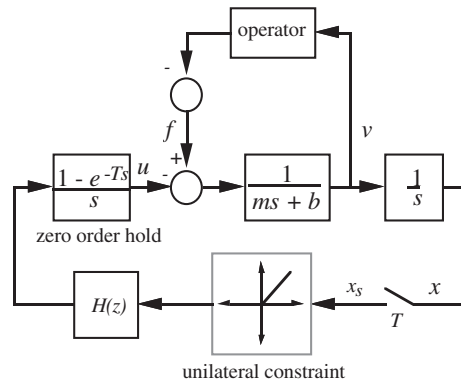 operator
-
f
v
+
-
1 - e^{-Ts}
s
u
1
ms + b
1
s
zero order hold
H(z)
x_s
x
T
unilateral constraint